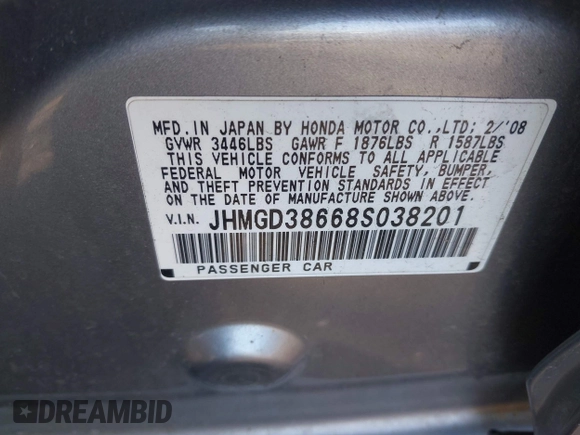 MFD.IN JAPAN BY HONDA MOTOR CO.,LTD; 2/'08
GVWR 3446LBS GAWR F 1876LBS R 1587LBS
THIS VEHICLE CONFORMS TO ALL APPLICABLE
FEDERAL MOTOR VEHICLE SAFETY, BUMPER,
AND THEFT PREVENTION STANDARDS IN EFFECT
ON THE DATE OF MANUFACTURE SHOWN ABOVE.
V.I.N. JHMGD38668S038201
PASSENGER CAR
DREAMBID